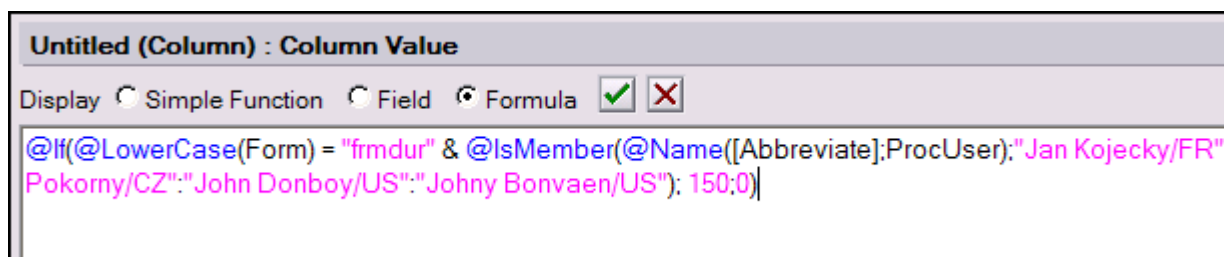 Untitled (Column) : Column Value
Display Simple Function Field Formula
@If(@LowerCase(Form) = "frmdur" & @IsMember(@Name([Abbreviate];ProcUser);"Jan Kojecky/FR"
Pokorny/CZ":"John Donboy/US":"Johny Bonvaen/US"); 150;0)